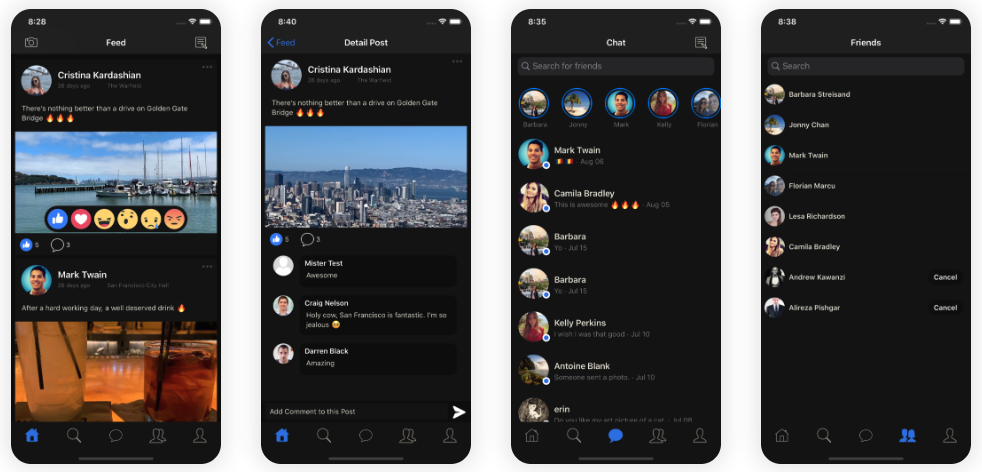 8:28
Feed
Cristina Kardashian
38 days ago The Warfield
There's nothing better than a drive on Golden Gate
Bridge 🔥🔥🔥
5 3
Mark Twain
38 days ago San Francisco City Hall
After a hard working day, a well deserved drink 🔥
8:40
Feed Detail Post
Cristina Kardashian
38 days ago The Warfield
There's nothing better than a drive on Golden Gate
Bridge 🔥🔥🔥
5 3
Mister Test
Awesome
Craig Nelson
Holy cow, San Francisco is fantastic. I'm so
jealous 😍
Darren Black
Amazing
Add Comment to this Post
8:35
Chat
Search for friends
Barbara Jonny Mark Kelly Florian
Mark Twain
🇷🇴 🇷🇴 · Aug 06
Camila Bradley
This is awesome 🔥🔥🔥 · Aug 05
Barbara
Yo · Jul 15
Barbara
Yo · Jul 15
Kelly Perkins
I wish I was that good · Jul 10
Antoine Blank
Someone sent a photo. · Jul 10
erin
Do you like my art picture of a cat. · Jul 08
8:38
Friends
Search
Barbara Streisand
Jonny Chan
Mark Twain
Florian Marcu
Lesa Richardson
Camila Bradley
Andrew Kawanzi Cancel
Alireza Pishgar Cancel